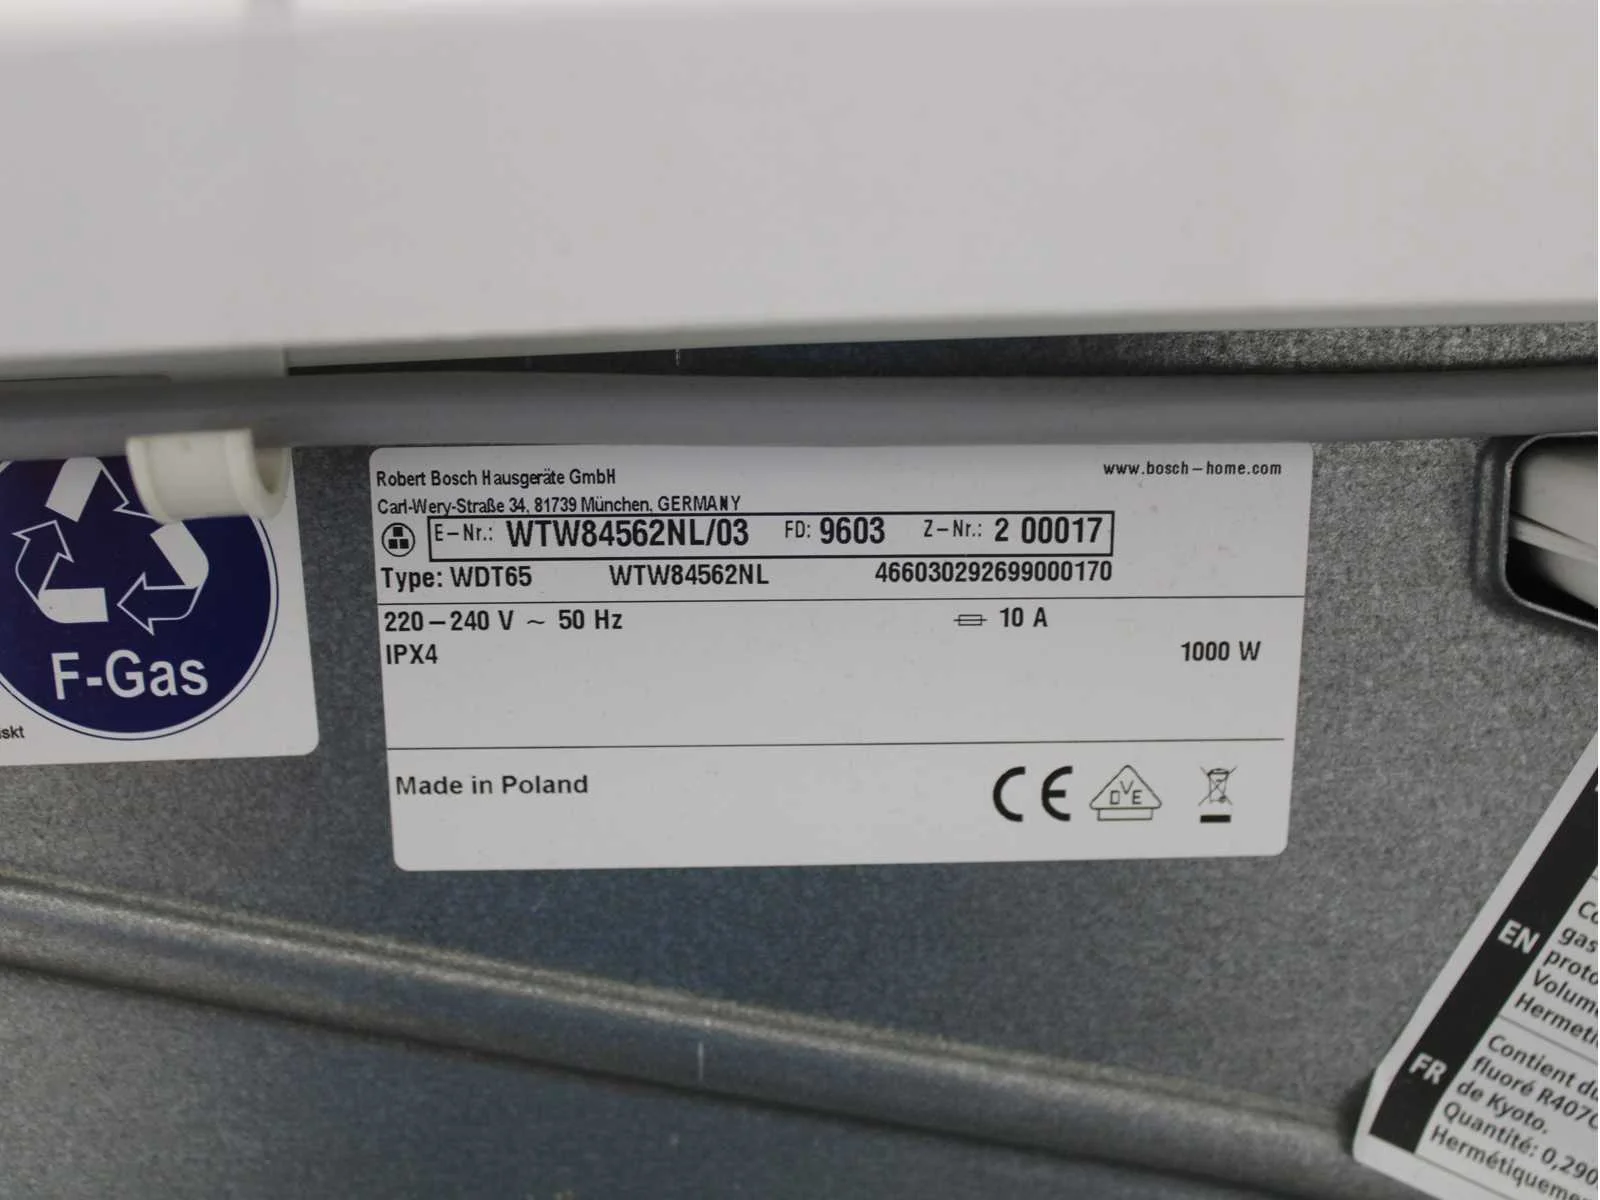 Robert Bosch Hausgeräte GmbH
www.bosch-home.com
Carl-Wery-Straße 34, 81739 München, GERMANY
E-Nr.: WTW84562NL/03 FD: 9603 Z-Nr.: 2 00017
Type: WDT65 WTW84562NL 466030292699000170
220-240 V ~ 50 Hz 10 A
IPX4 1000 W
Made in Poland
CE DVE
F-Gas
EN
FR
Contient
fluoré R407C
de Kyoto.
Quantité: 0,290